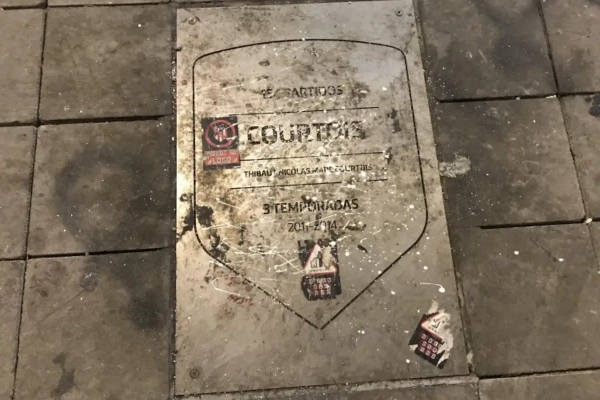 PARTIDOS
COURTOIS
THIBAUT NICOLAS MARC COURTOIS
3 TEMPORADAS
2011-2014